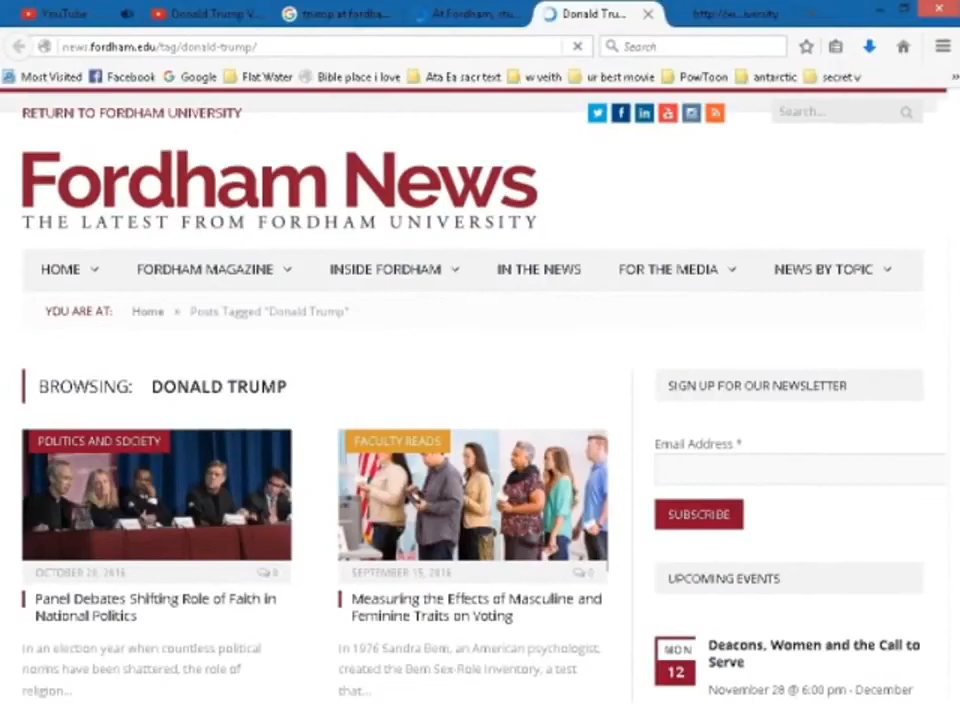 YouTube
Donald Trump V...
trump at fordha...
At Fordham, stu...
Donald Tru...
news.fordham.edu/tag/donald-trump/
Search
Most Visited Facebook Google Flat Water Bible place i love Ata Ea sacr text w veith ur best movie PowToon antarctic secret v
RETURN TO FORDHAM UNIVERSITY
Search...
Fordham News
THE LATEST FROM FORDHAM UNIVERSITY
HOME FORDHAM MAGAZINE INSIDE FORDHAM IN THE NEWS FOR THE MEDIA NEWS BY TOPIC
YOU ARE AT: Home » Posts Tagged "Donald Trump"
BROWSING: DONALD TRUMP
POLITICS AND SOCIETY
OCTOBER 2016
0
Panel Debates Shifting Role of Faith in
National Politics
In an election year when countless political
norms have been shattered, the role of
religion...
FACULTY READS
SEPTEMBER 15, 2016
0
Measuring the Effects of Masculine and
Feminine Traits on Voting
In 1976 Sandra Bem, an American psychologist,
created the Bem Sex-Role Inventory, a test
that...
SIGN UP FOR OUR NEWSLETTER
Email Address *
SUBSCRIBE
UPCOMING EVENTS
MON
12
Deacons, Women and the Call to
Serve
November 28 @ 6:00 pm - December